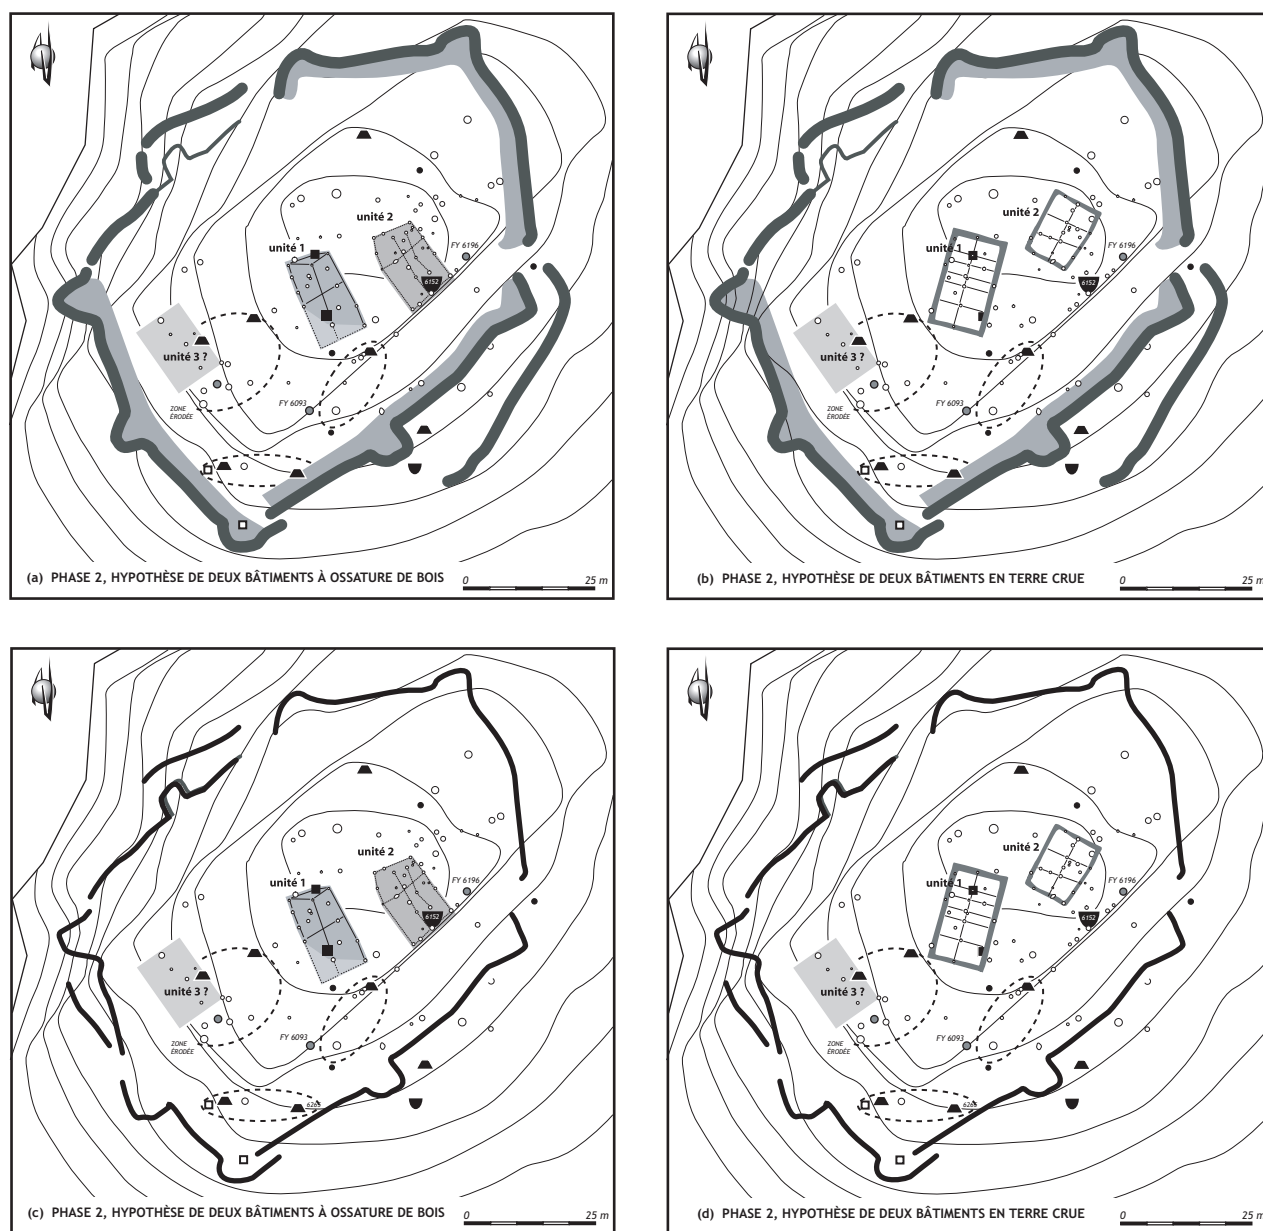 unité 2
unité 1
FY 6196
6152
unité 3 ?
ZONE
ÉRODÉE
FY 6093
(a) PHASE 2, HYPOTHÈSE DE DEUX BÂTIMENTS À OSSATURE DE BOIS
0 25 m
unité 2
unité 1
FY 6196
6152
unité 3 ?
ZONE
ÉRODÉE
FY 6093
(b) PHASE 2, HYPOTHÈSE DE DEUX BÂTIMENTS EN TERRE CRUE
0 25 m
unité 2
unité 1
FY 6196
6152
unité 3 ?
ZONE
ÉRODÉE
FY 6093
6265
(c) PHASE 2, HYPOTHÈSE DE DEUX BÂTIMENTS À OSSATURE DE BOIS
0 25 m
unité 2
unité 1
FY 6196
6152
unité 3 ?
ZONE
ÉRODÉE
FY 6093
6265
(d) PHASE 2, HYPOTHÈSE DE DEUX BÂTIMENTS EN TERRE CRUE
0 25 m